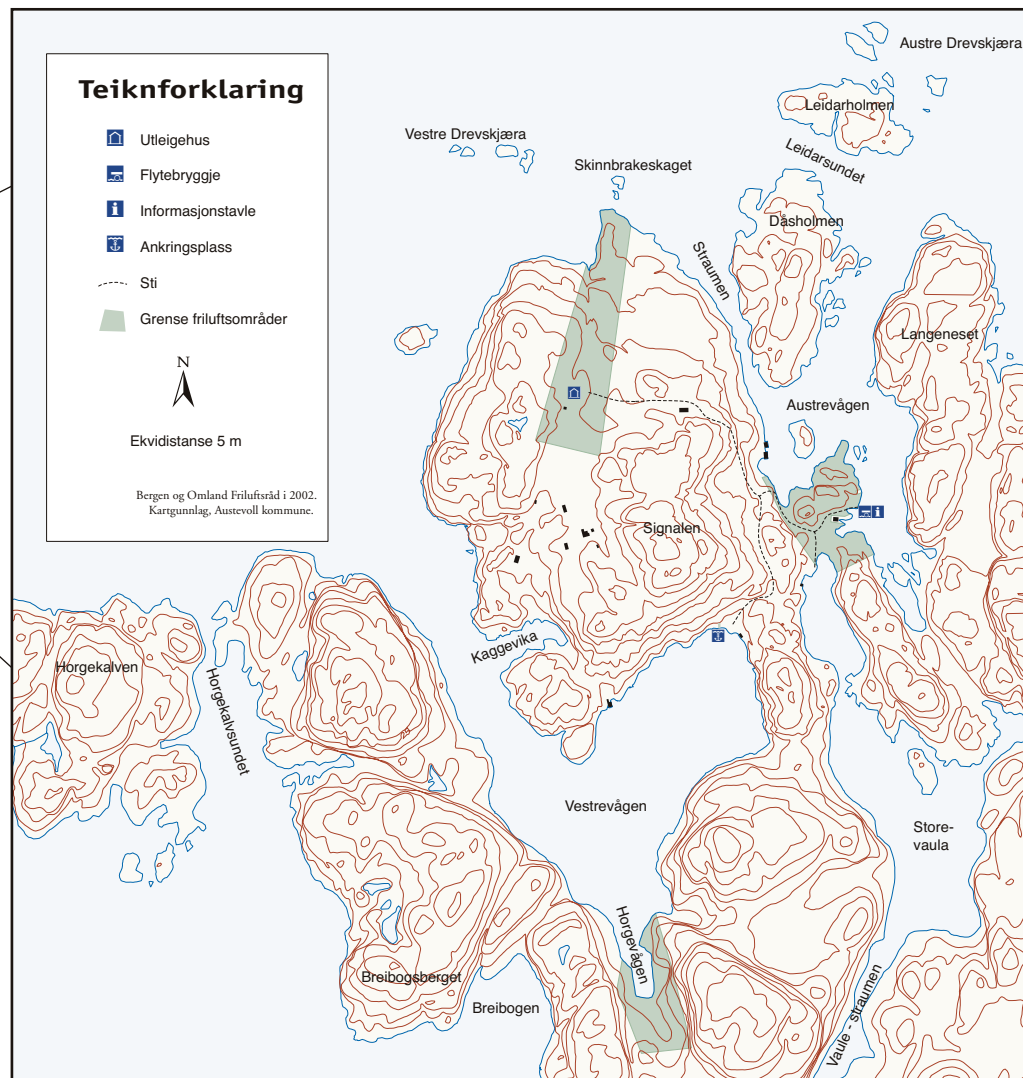 Teiknforklaring
Utleigehus
Flytebryggje
Informasjonstavle
Ankringsplass
Sti
Grense friluftsområder
N
Ekvidistanse 5 m
Bergen og Omland Friluftsråd i 2002.
Kartgunnlag, Austevoll kommune.
Austre Drevskjæra
Leidarholmen
Vestre Drevskjæra
Leidarsundet
Skinnbrakeskaget
Dåsholmen
Straumen
Langeneset
Austrevågen
Signalen
Kaggevika
Horgekalven
Horgekalvsundet
29
Vestrevågen
Store-
vaula
Horgevågen
Breibogsberget
Breibogen
Vaule - straumen